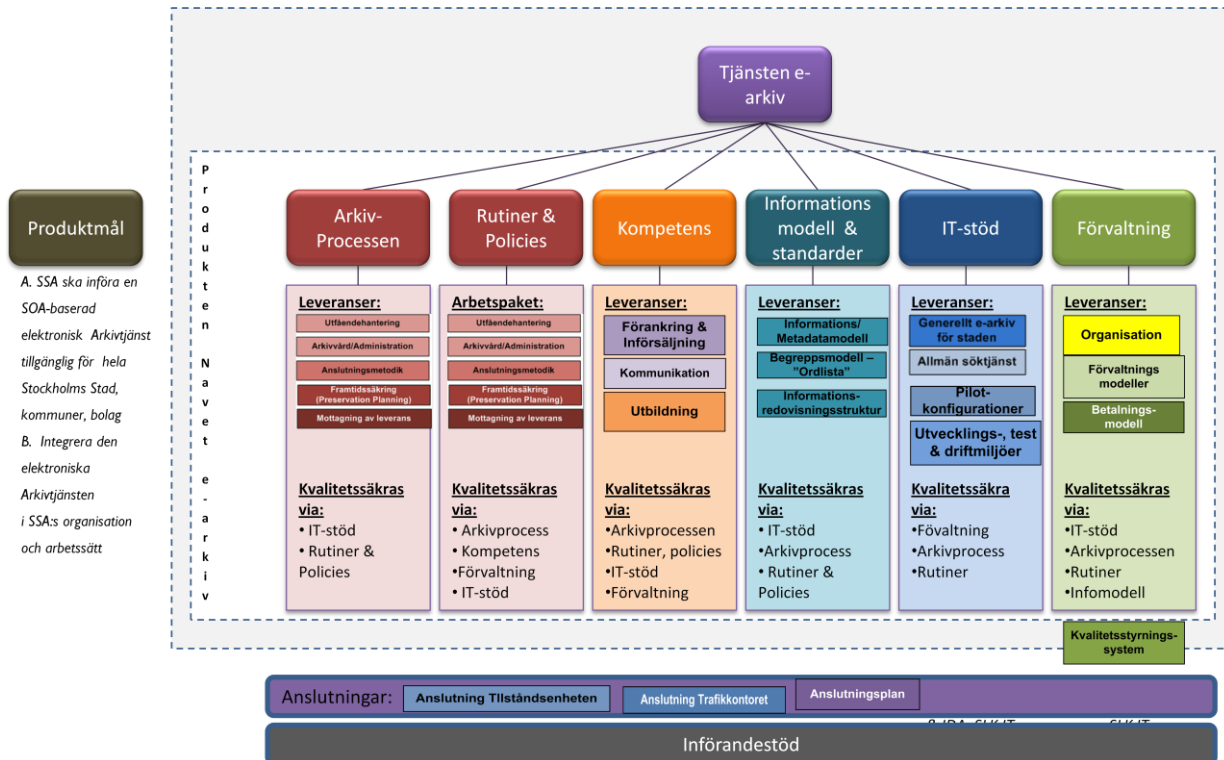 Tjänsten e-
arkiv
Produkten Navet e-arkiv
Produktmål
A. SSA ska införa en
SOA-baserad
elektronisk Arkivtjänst
tillgänglig för hela
Stockholms Stad,
kommuner, bolag
B. Integrera den
elektroniska
Arkivtjänsten
i SSA:s organisation
och arbetssätt
Arkiv-
Processen
Leveranser:
Utfåendehantering
Arkivvård/Administration
Anslutningsmetodik
Framtidssäkring
(Preservation Planning)
Mottagning av leverans
Kvalitetssäkras
via:
• IT-stöd
• Rutiner &
Policies
Rutiner &
Policies
Arbetspaket:
Utfåendehantering
Arkivvård/Administration
Anslutningsmetodik
Framtidssäkring
(Preservation Planning)
Mottagning av leverans
Kvalitetssäkras
via:
• Arkivprocess
• Kompetens
•Förvaltning
• IT-stöd
Kompetens
Leveranser:
Förankring &
Införsäljning
Kommunikation
Utbildning
Kvalitetssäkras
via:
•Arkivprocessen
•Rutiner, policies
•IT-stöd
•Förvaltning
Informations
modell &
standarder
Leveranser:
Informations/
Metadatamodell
Begreppsmodell –
"Ordlista"
Informations-
redovisningsstruktur
Kvalitetssäkras
via:
• IT-stöd
•Arkivprocess
• Rutiner &
Policies
IT-stöd
Leveranser:
Generellt e-arkiv
för staden
Allmän söktjänst
Pilot-
konfigurationer
Utvecklings-, test
& driftmiljöer
Kvalitetssäkra
via:
•Fövaltning
•Arkivprocess
•Rutiner
Förvaltning
Leveranser:
Organisation
Förvaltnings
modeller
Betalnings-
modell
Kvalitetssäkras
via:
•IT-stöd
•Arkivprocessen
•Rutiner
•Infomodell
Kvalitetsstyrnings-
system
Anslutningar:
Anslutning TIlståndsenheten
Anslutning Trafikkontoret
Anslutningsplan
Införandestöd